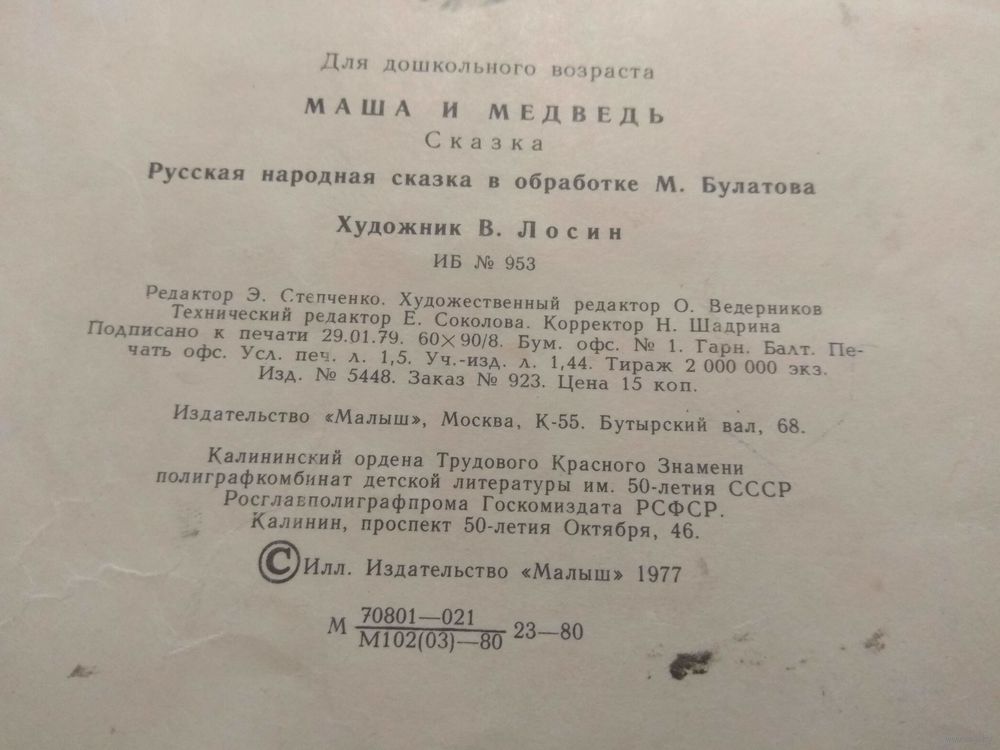 Для дошкольного возраста
МАША И МЕДВЕДЬ
Сказка
Русская народная сказка в обработке М. Булатова
Художник В. Лосин
ИБ № 953
Редактор Э. Степченко. Художественный редактор О. Ведерников
Технический редактор Е. Соколова. Корректор Н. Шадрина
Подписано к печати 29.01.79. 60×90/8. Бум. офс. № 1. Гарн. Балт. Пе-
чать офс. Усл. печ. л. 1,5. Уч.-изд. л. 1,44. Тираж 2 000 000 экз.
Изд. № 5448. Заказ № 923. Цена 15 коп.
Издательство «Малыш», Москва, К-55. Бутырский вал, 68.
Калининский ордена Трудового Красного Знамени
полиграфкомбинат детской литературы им. 50-летия СССР
Росглавполиграфпрома Госкомиздата РСФСР.
Калинин, проспект 50-летия Октября, 46.
© Илл. Издательство «Малыш» 1977
М 70801—021 / М102(03)—80 23—80